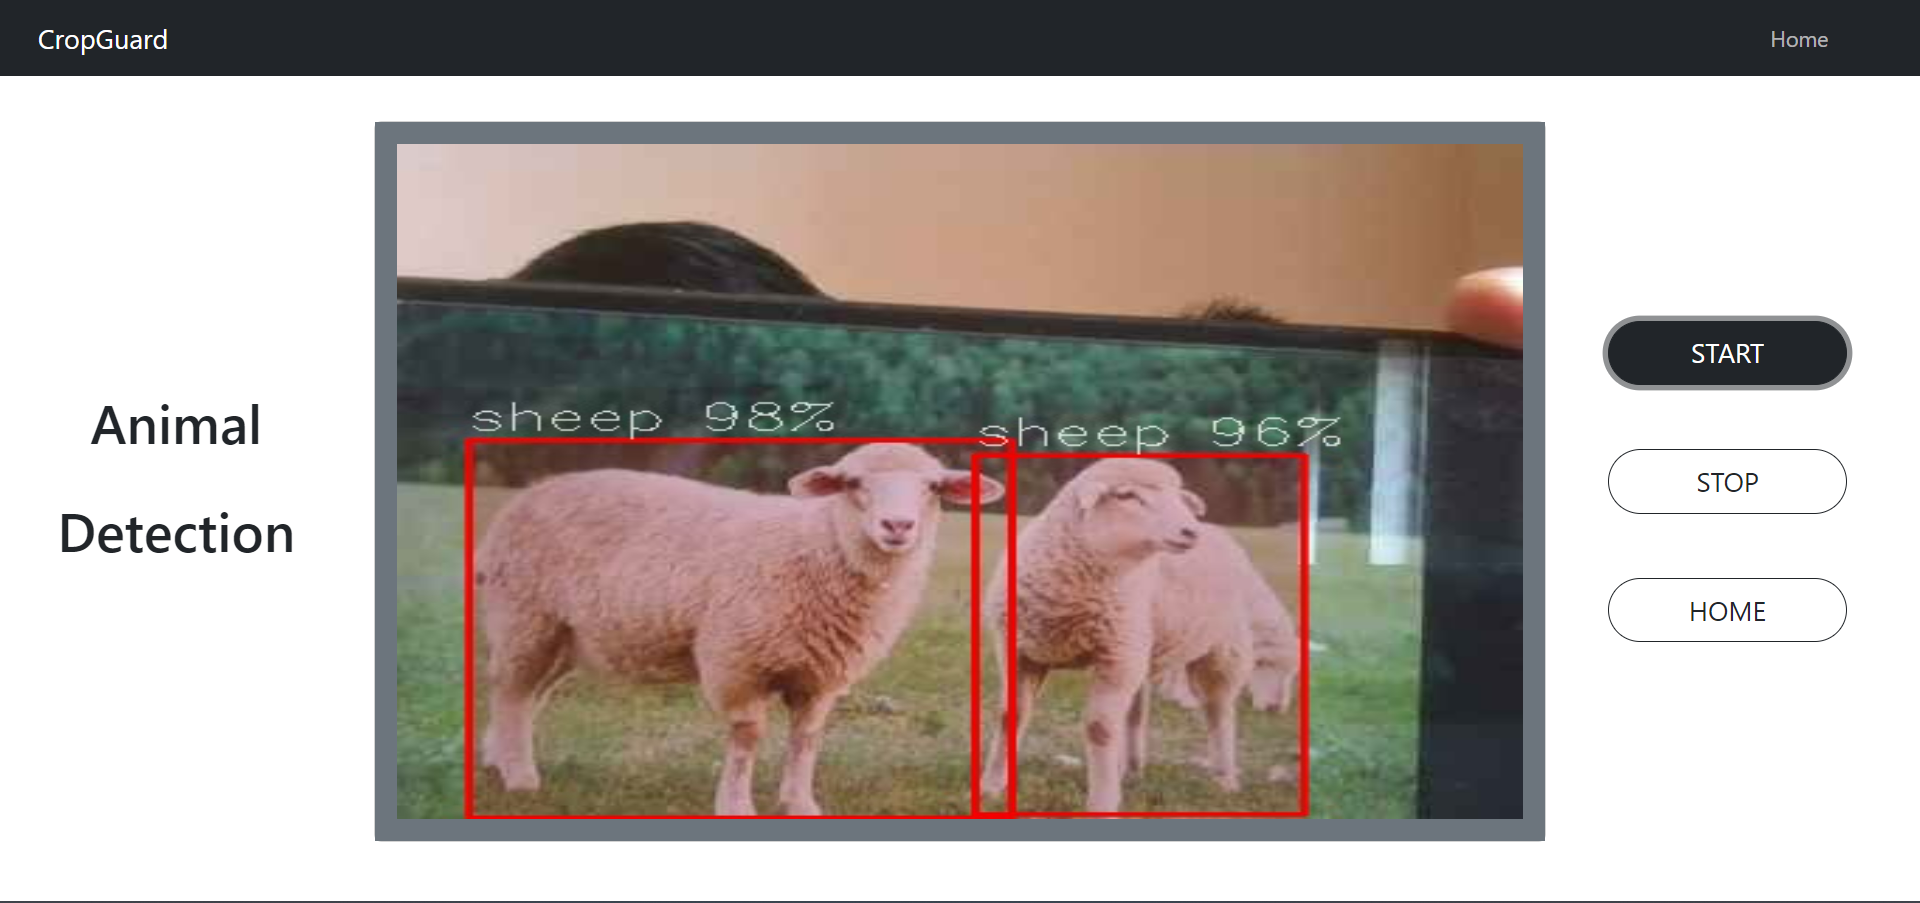 CropGuard
Home
Animal
Detection
sheep 98%
sheep 96%
START
STOP
HOME